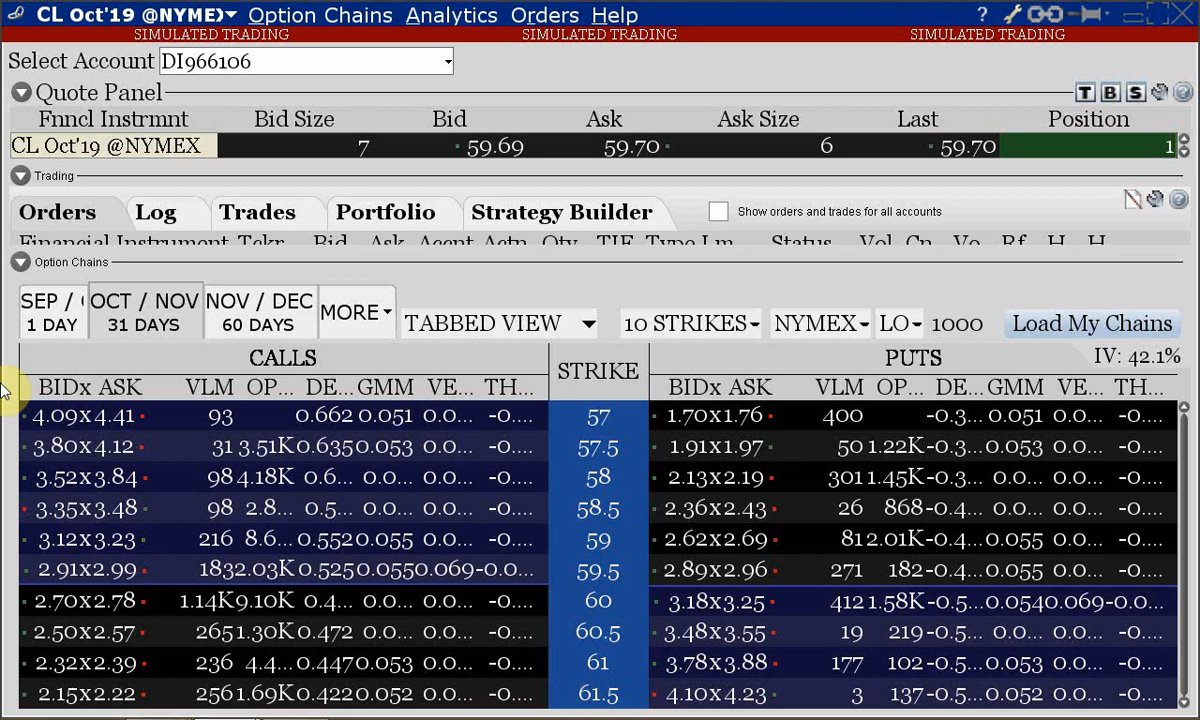 CL Oct'19 @NYMEX Option Chains Analytics Orders Help ?
SIMULATED TRADING SIMULATED TRADING SIMULATED TRADING
Select Account DI966106
Quote Panel T B S
Fnncl Instrmnt Bid Size Bid Ask Ask Size Last Position
CL Oct'19 @NYMEX 7 59.69 59.70 6 59.70 1
Trading
Orders Log Trades Portfolio Strategy Builder Show orders and trades for all accounts
Financial Instrument Tckr Bid Ask Accnt Actn Qty TIF Type Lm Status Vol Cn Vo Rf H H
Option Chains
SEP / OCT / NOV NOV / DEC MORE
1 DAY 31 DAYS 60 DAYS TABBED VIEW 10 STRIKES NYMEX LO 1000 Load My Chains
CALLS STRIKE PUTS IV: 42.1%
BIDx ASK VLM OP... DE... GMM VE... TH... BIDx ASK VLM OP... DE... GMM VE... TH...
4.09x4.41 93 0.662 0.051 0.0... -0.... 57 1.70x1.76 400 -0.3... 0.051 0.0... -0....
3.80x4.12 31 3.51K 0.635 0.053 0.0... -0.... 57.5 1.91x1.97 50 1.22K -0.3... 0.053 0.0... -0....
3.52x3.84 98 4.18K 0.6... 0.0... 0.0... -0.... 58 2.13x2.19 301 1.45K -0.3... 0.0... 0.0... -0....
3.35x3.48 98 2.8... 0.5... 0.0... 0.0... -0.... 58.5 2.36x2.43 26 868 -0.4... 0.0... 0.0... -0....
3.12x3.23 216 8.6... 0.552 0.055 0.0... -0.... 59 2.62x2.69 81 2.01K -0.4... 0.055 0.0... -0....
2.91x2.99 183 2.03K 0.525 0.055 0.069 -0.0... 59.5 2.89x2.96 271 182 -0.4... 0.055 0.0... -0....
2.70x2.78 1.14K 9.10K 0.4... 0.0... 0.0... -0.... 60 3.18x3.25 412 1.58K -0.5... 0.054 0.069 -0.0...
2.50x2.57 265 1.30K 0.472 0.0... 0.0... -0.... 60.5 3.48x3.55 19 219 -0.5... 0.0... 0.0... -0....
2.32x2.39 236 4.4... 0.447 0.053 0.0... -0.... 61 3.78x3.88 177 102 -0.5... 0.053 0.0... -0....
2.15x2.22 256 1.69K 0.422 0.052 0.0... -0.... 61.5 4.10x4.23 3 137 -0.5... 0.052 0.0... -0....